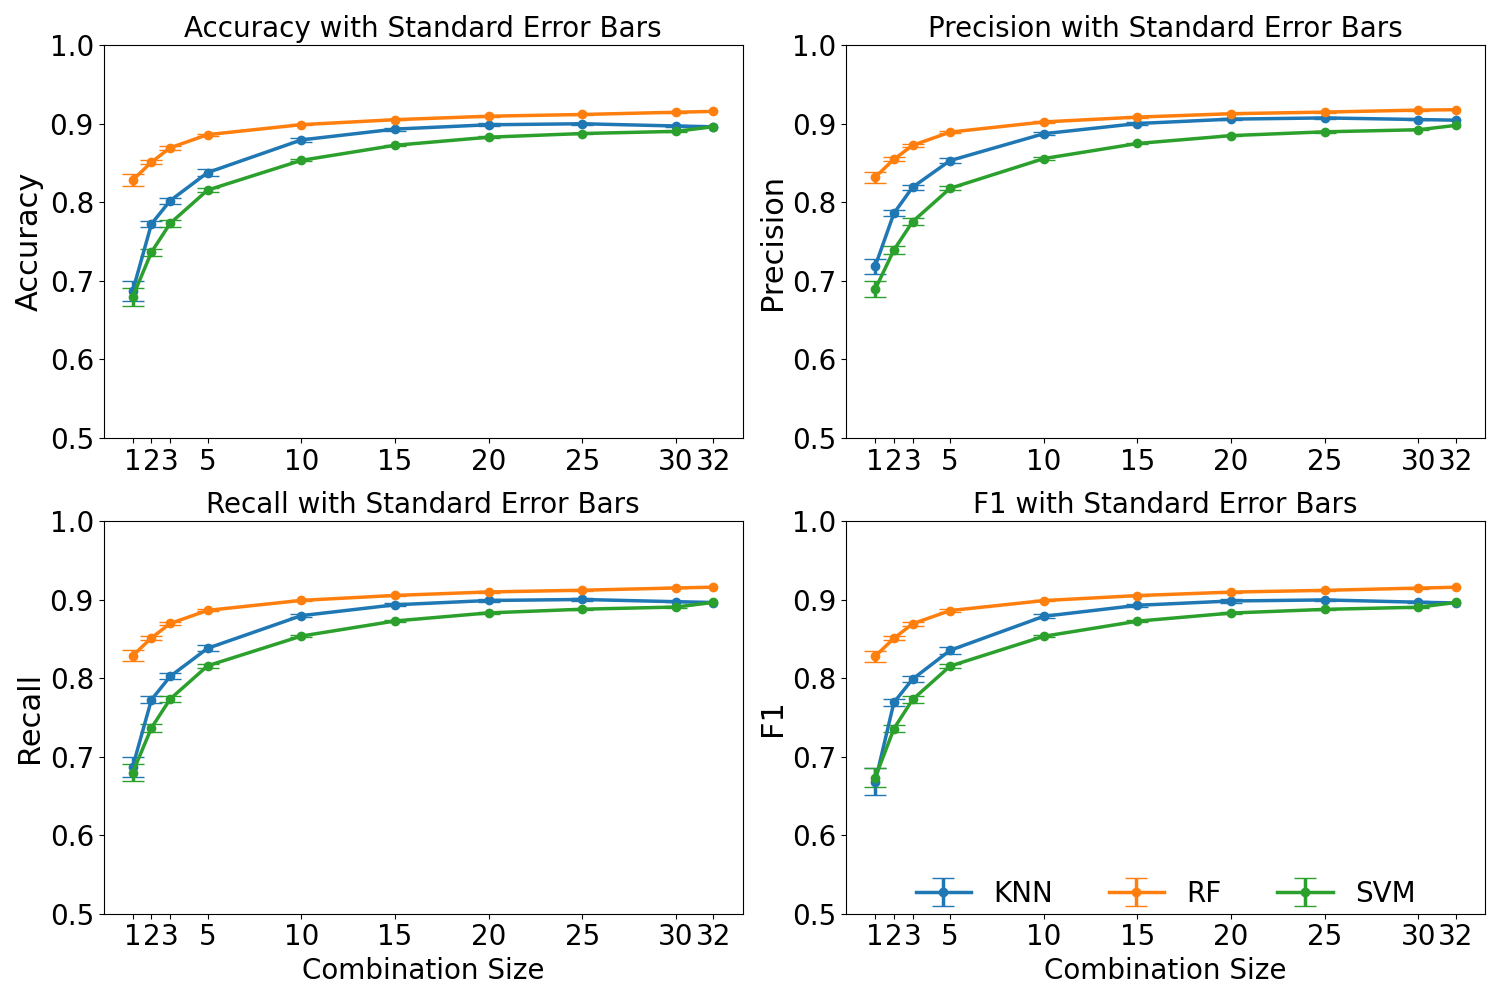 Accuracy with Standard Error Bars
Accuracy
1.0
0.9
0.8
0.7
0.6
0.5
1 2 3 5 10 15 20 25 30 32
Precision with Standard Error Bars
Precision
1.0
0.9
0.8
0.7
0.6
0.5
1 2 3 5 10 15 20 25 30 32
Recall with Standard Error Bars
Recall
1.0
0.9
0.8
0.7
0.6
0.5
1 2 3 5 10 15 20 25 30 32
Combination Size
F1 with Standard Error Bars
F1
1.0
0.9
0.8
0.7
0.6
0.5
KNN RF SVM
1 2 3 5 10 15 20 25 30 32
Combination Size